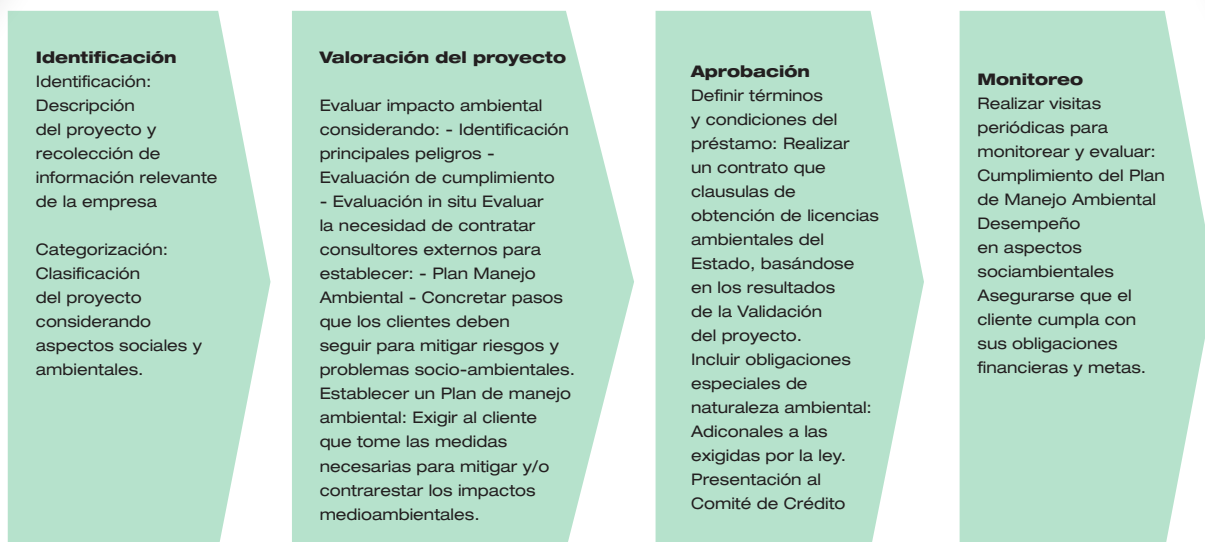 Identificación
Identificación:
Descripción
del proyecto y
recolección de
información relevante
de la empresa
Categorización:
Clasificación
del proyecto
considerando
aspectos sociales y
ambientales.
Valoración del proyecto
Evaluar impacto ambiental
considerando: - Identificación
principales peligros -
Evaluación de cumplimiento
- Evaluación in situ Evaluar
la necesidad de contratar
consultores externos para
establecer: - Plan Manejo
Ambiental - Concretar pasos
que los clientes deben
seguir para mitigar riesgos y
problemas socio-ambientales.
Establecer un Plan de manejo
ambiental: Exigir al cliente
que tome las medidas
necesarias para mitigar y/o
contrarestar los impactos
medioambientales.
Aprobación
Definir términos
y condiciones del
préstamo: Realizar
un contrato que
clausulas de
obtención de licencias
ambientales del
Estado, basándose
en los resultados
de la Validación
del proyecto.
Incluir obligaciones
especiales de
naturaleza ambiental:
Adiconales a las
exigidas por la ley.
Presentación al
Comité de Crédito
Monitoreo
Realizar visitas
periódicas para
monitorear y evaluar:
Cumplimiento del Plan
de Manejo Ambiental
Desempeño
en aspectos
sociambientales
Asegurarse que el
cliente cumpla con
sus obligaciones
financieras y metas.